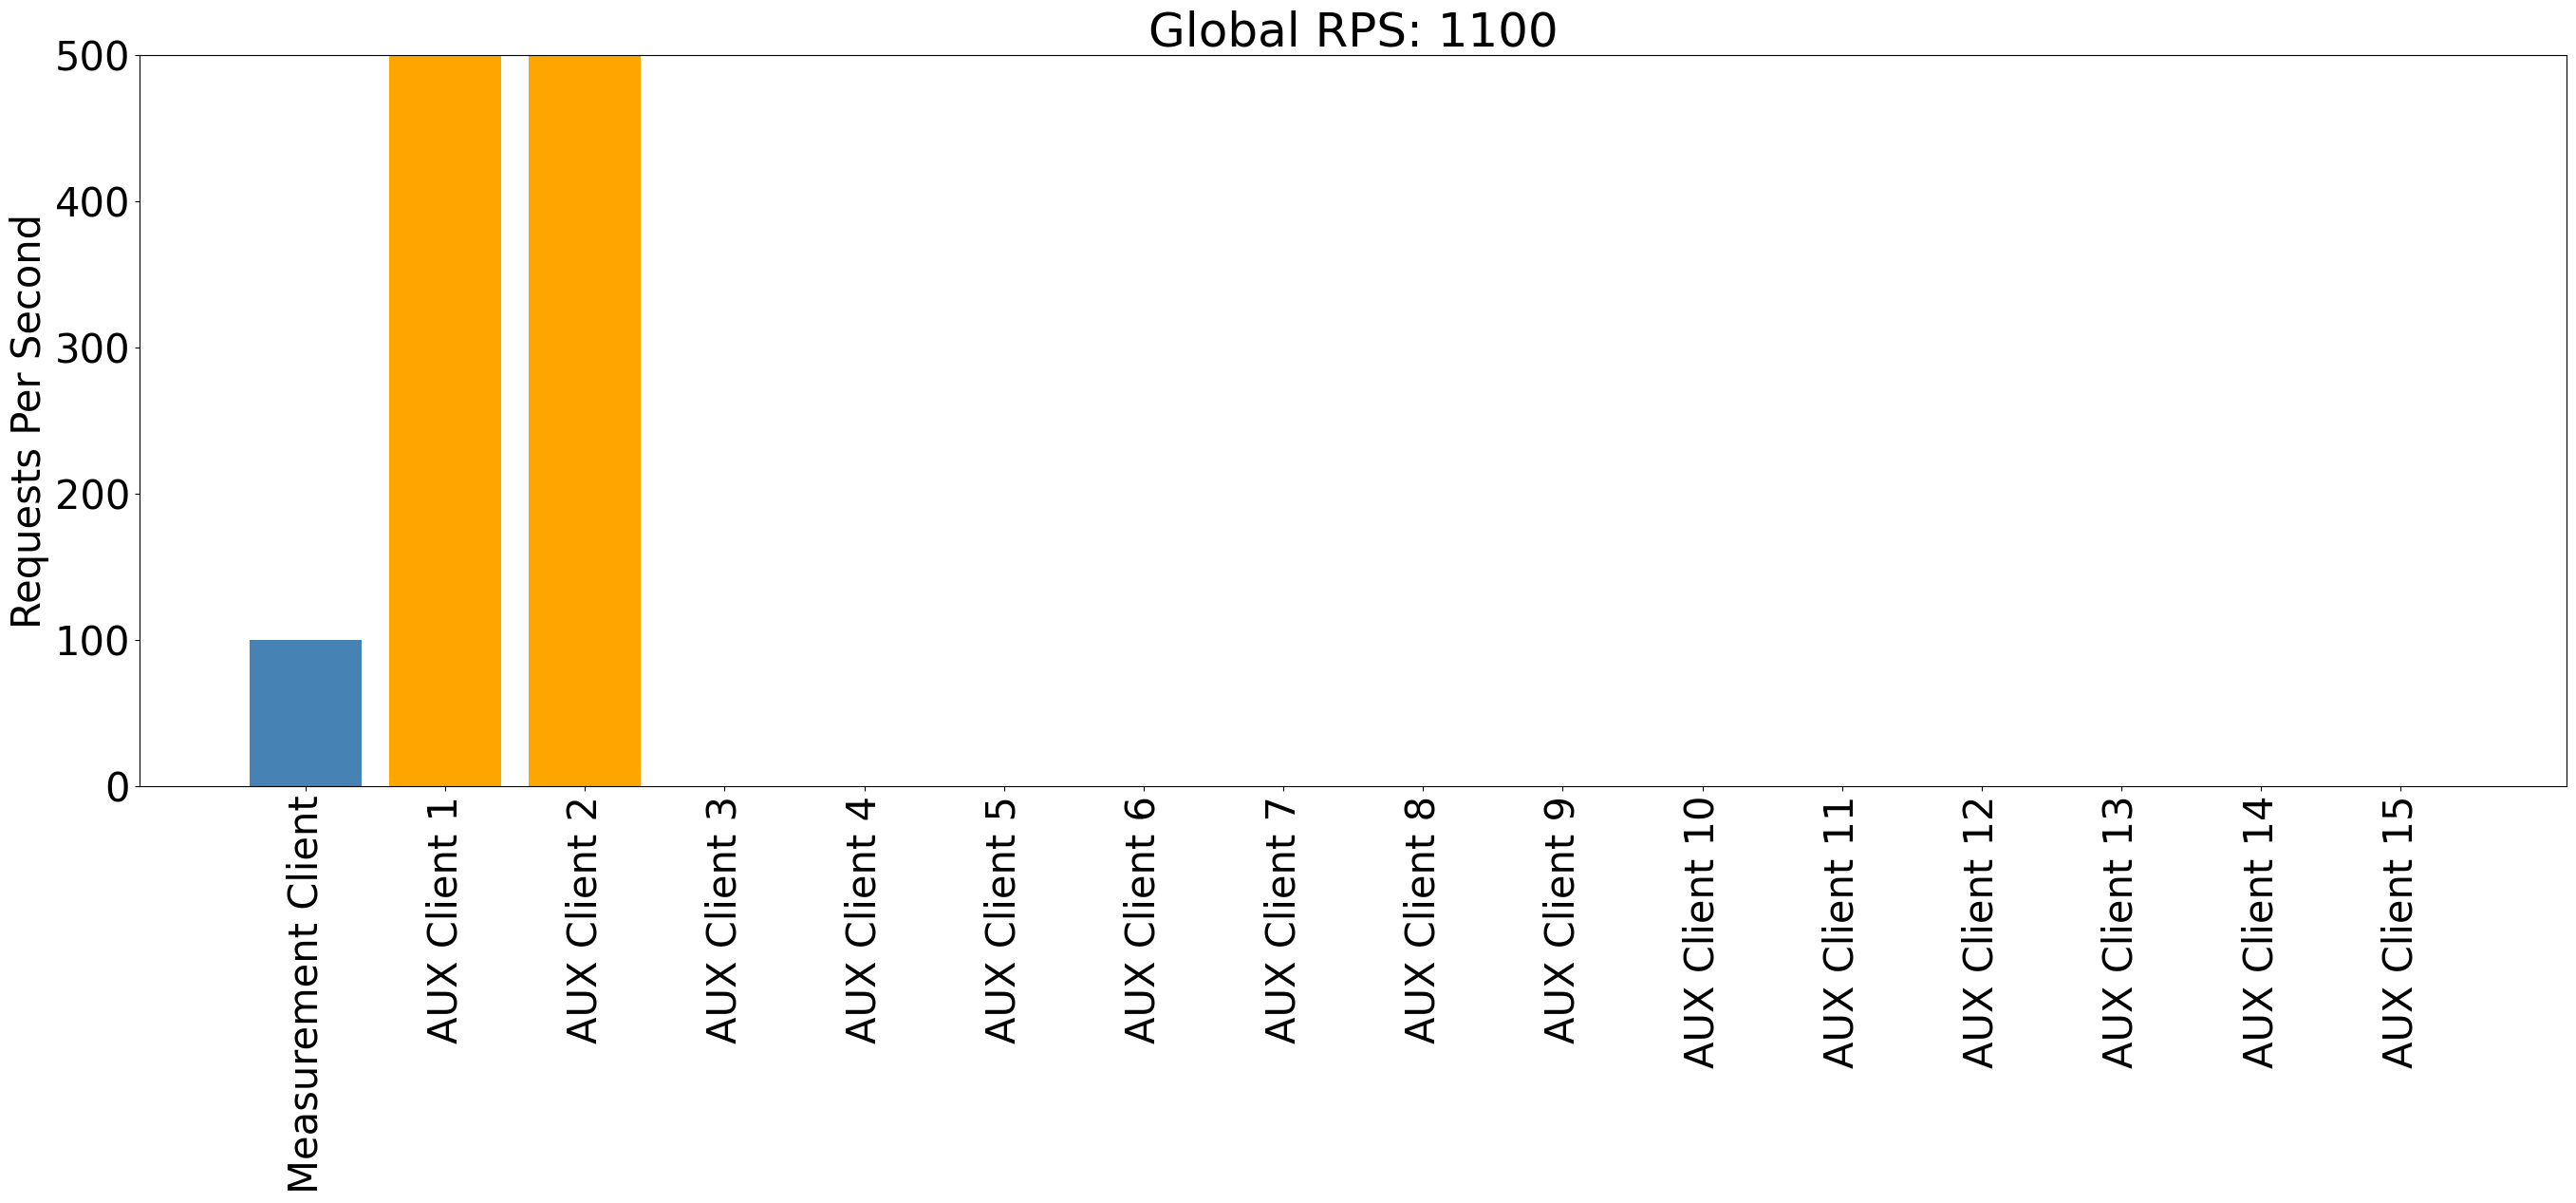 Global RPS: 1100
Requests Per Second
500
400
300
200
100
0
Measurement Client
AUX Client 1
AUX Client 2
AUX Client 3
AUX Client 4
AUX Client 5
AUX Client 6
AUX Client 7
AUX Client 8
AUX Client 9
AUX Client 10
AUX Client 11
AUX Client 12
AUX Client 13
AUX Client 14
AUX Client 15